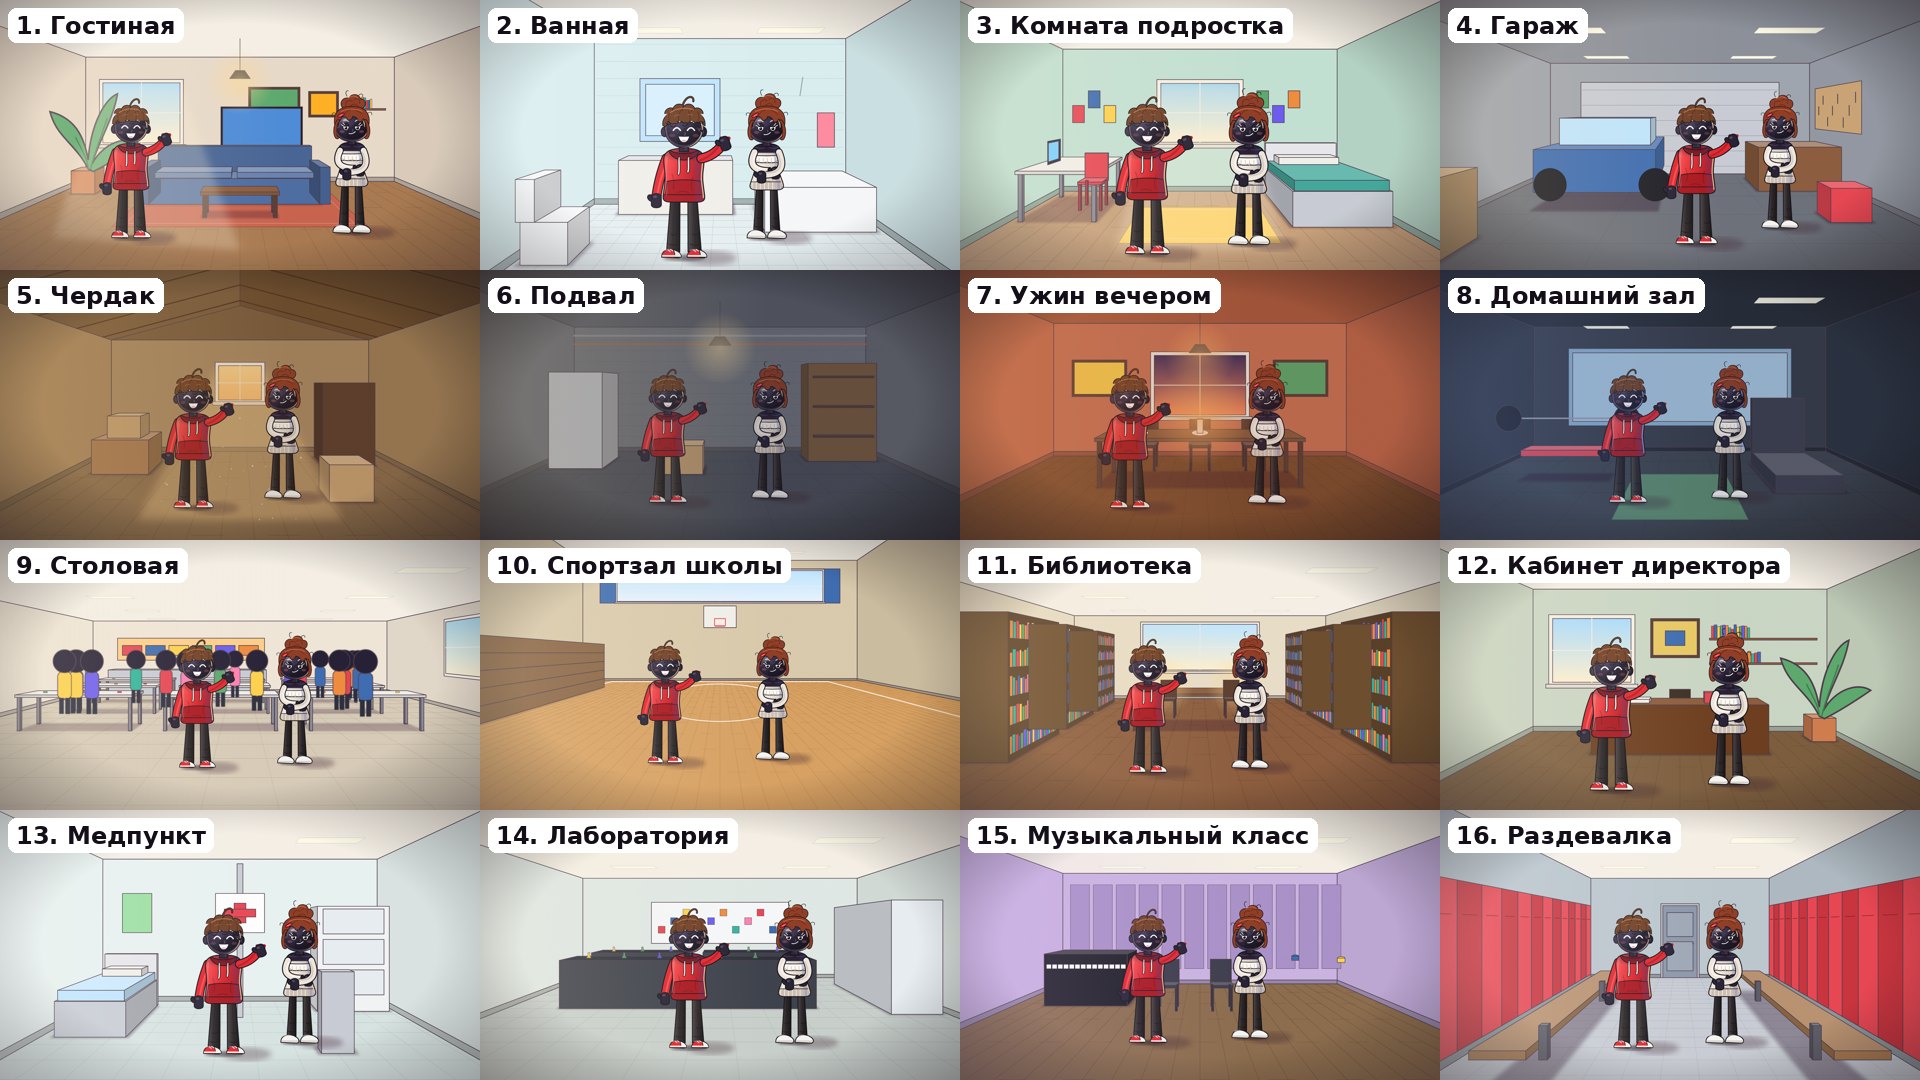 1. Гостиная
2. Ванная
3. Комната подростка
4. Гараж
5. Чердак
6. Подвал
7. Ужин вечером
8. Домашний зал
9. Столовая
10. Спортзал школы
11. Библиотека
12. Кабинет директора
13. Медпункт
14. Лаборатория
15. Музыкальный класс
16. Раздевалка